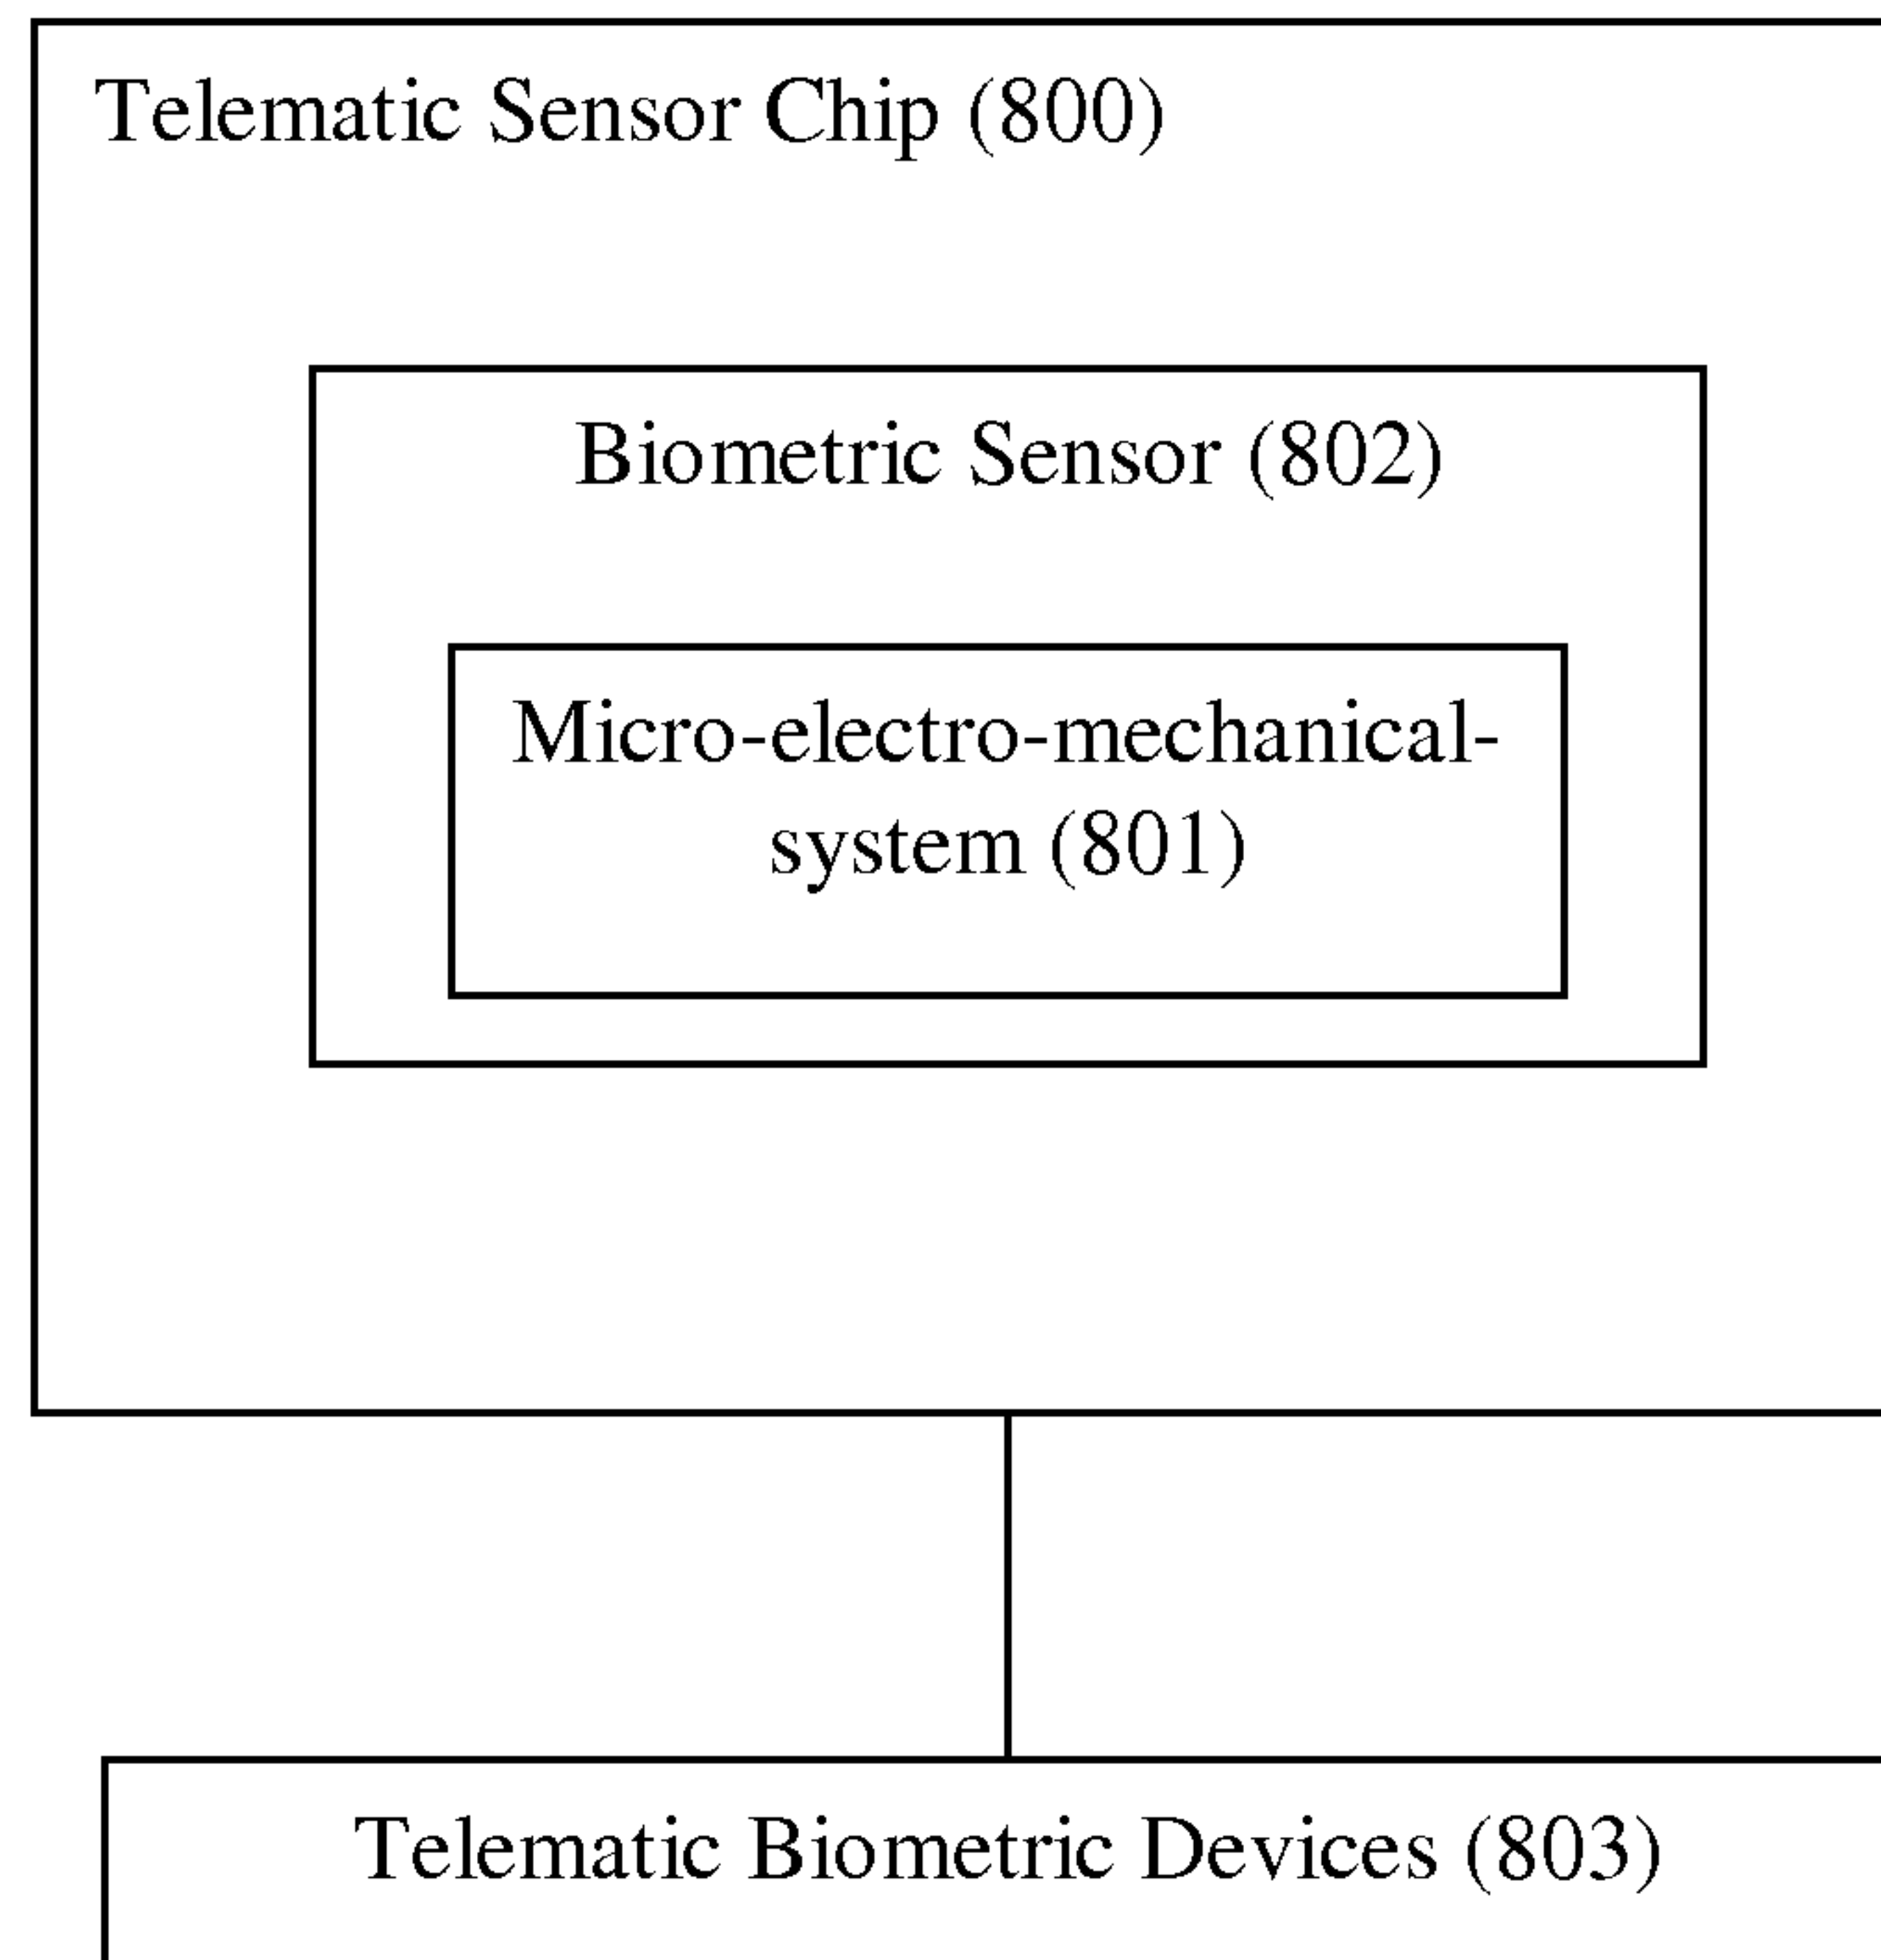 Telematic Sensor Chip (800)
Biometric Sensor (802)
Micro-electro-mechanical-
system (801)
Telematic Biometric Devices (803)